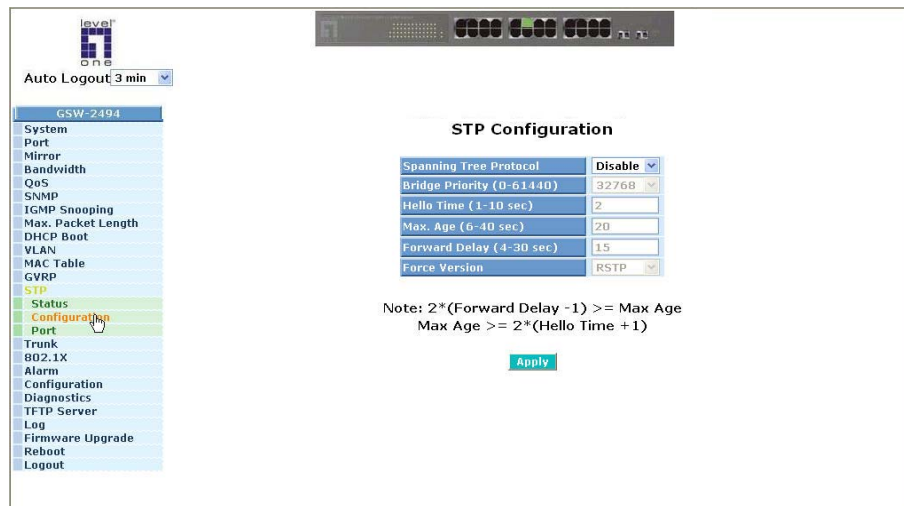 level
one
Auto Logout 3 min
GSW-2494
System
Port
Mirror
Bandwidth
QoS
SNMP
IGMP Snooping
Max. Packet Length
DHCP Boot
VLAN
MAC Table
GVRP
STP
Status
Configuration
Port
Trunk
802.1X
Alarm
Configuration
Diagnostics
TFTP Server
Log
Firmware Upgrade
Reboot
Logout
STP Configuration
Spanning Tree Protocol Disable
Bridge Priority (0-61440) 32768
Hello Time (1-10 sec) 2
Max. Age (6-40 sec) 20
Forward Delay (4-30 sec) 15
Force Version RSTP
Note: 2*(Forward Delay -1) >= Max Age
Max Age >= 2*(Hello Time +1)
Apply